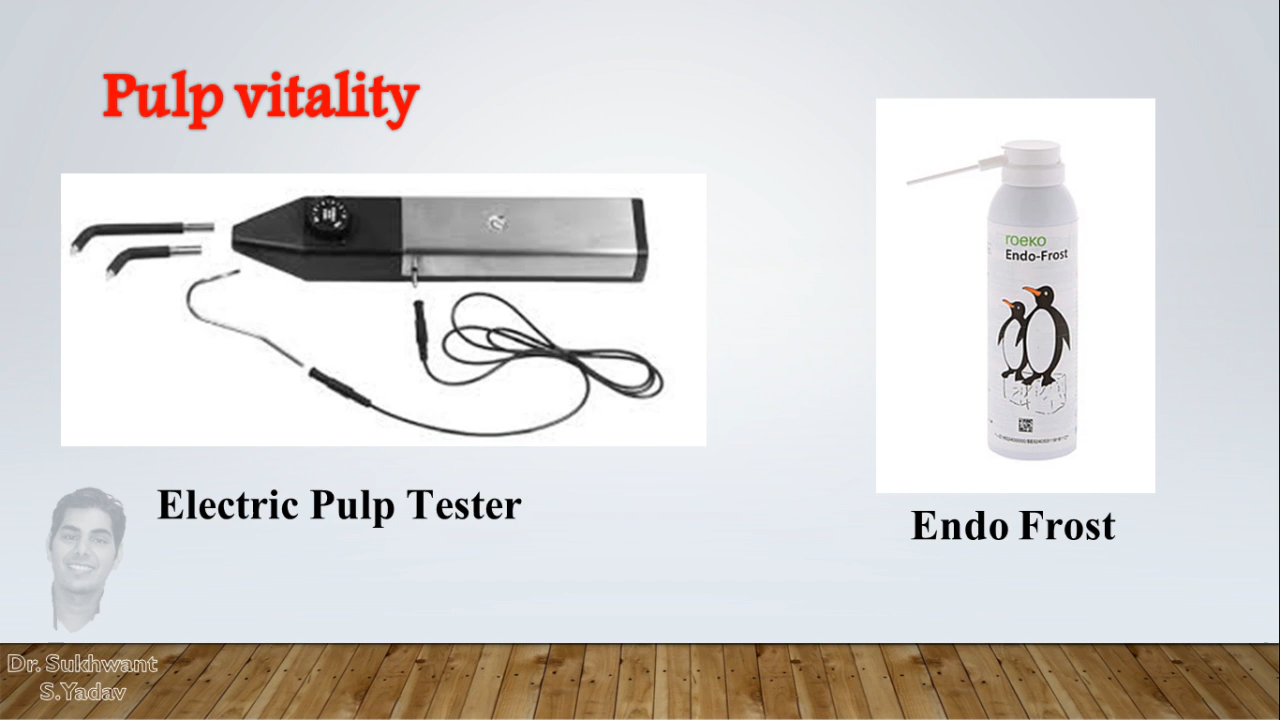 Pulp vitality
roeko
Endo-Frost
Electric Pulp Tester
Endo Frost
Dr. Sukhwant
S.Yadav